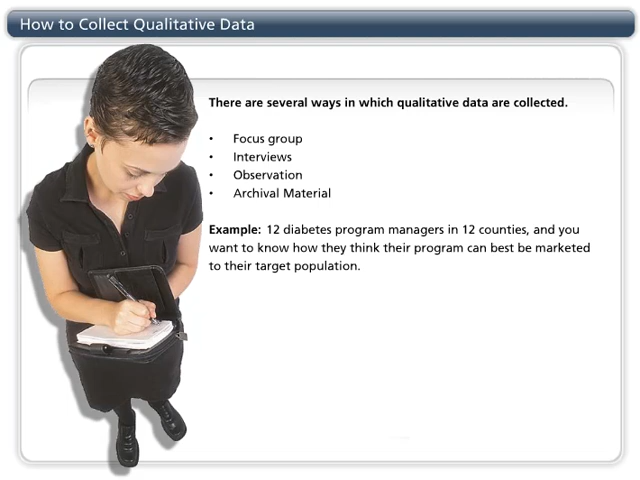 How to Collect Qualitative Data
There are several ways in which qualitative data are collected.
• Focus group
• Interviews
• Observation
• Archival Material
Example: 12 diabetes program managers in 12 counties, and you
want to know how they think their program can best be marketed
to their target population.